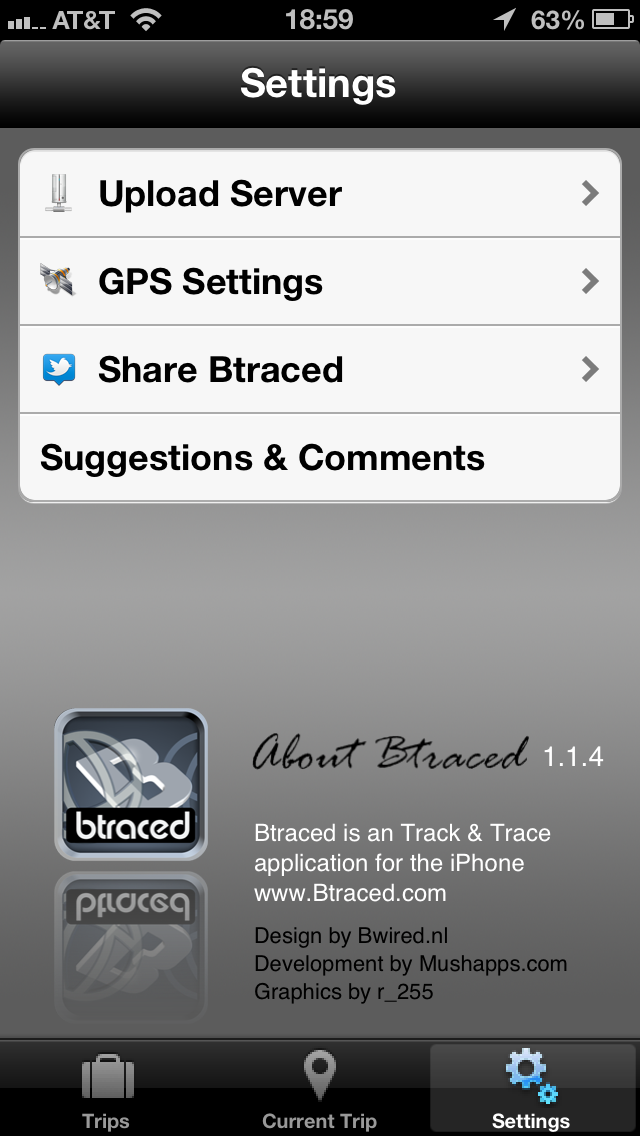 AT&T 18:59 63%
Settings
Upload Server
GPS Settings
Share Btraced
Suggestions & Comments
About Btraced 1.1.4
btraced
Btraced is an Track & Trace
application for the iPhone
www.Btraced.com
Design by Bwired.nl
Development by Mushapps.com
Graphics by r_255
Trips Current Trip Settings